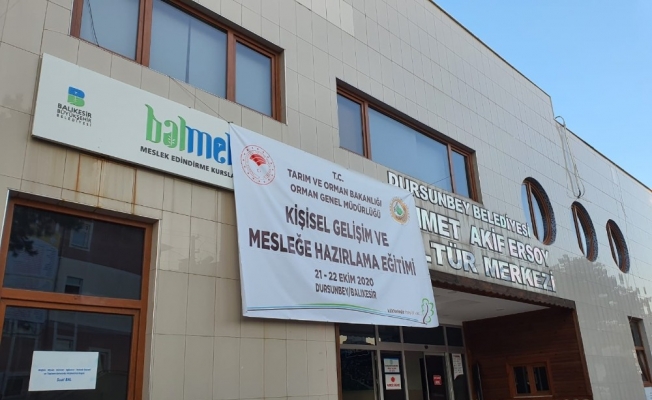 BALIKESİR
BÜYÜKŞEHİR
BELEDİYESİ
balmek
MESLEK EDİNDİRME KURSLA
T.C.
TARIM VE ORMAN BAKANLIĞI
ORMAN GENEL MÜDÜRLÜĞÜ
KİŞİSEL GELİŞİM VE
MESLEĞE HAZIRLAMA EĞİTİMİ
21 - 22 EKİM 2020
DURSUNBEY/BALIKESİR
DURSUNBEY BELEDİYESİ
HMET AKİF ERSOY
ÜLTÜR MERKEZİ